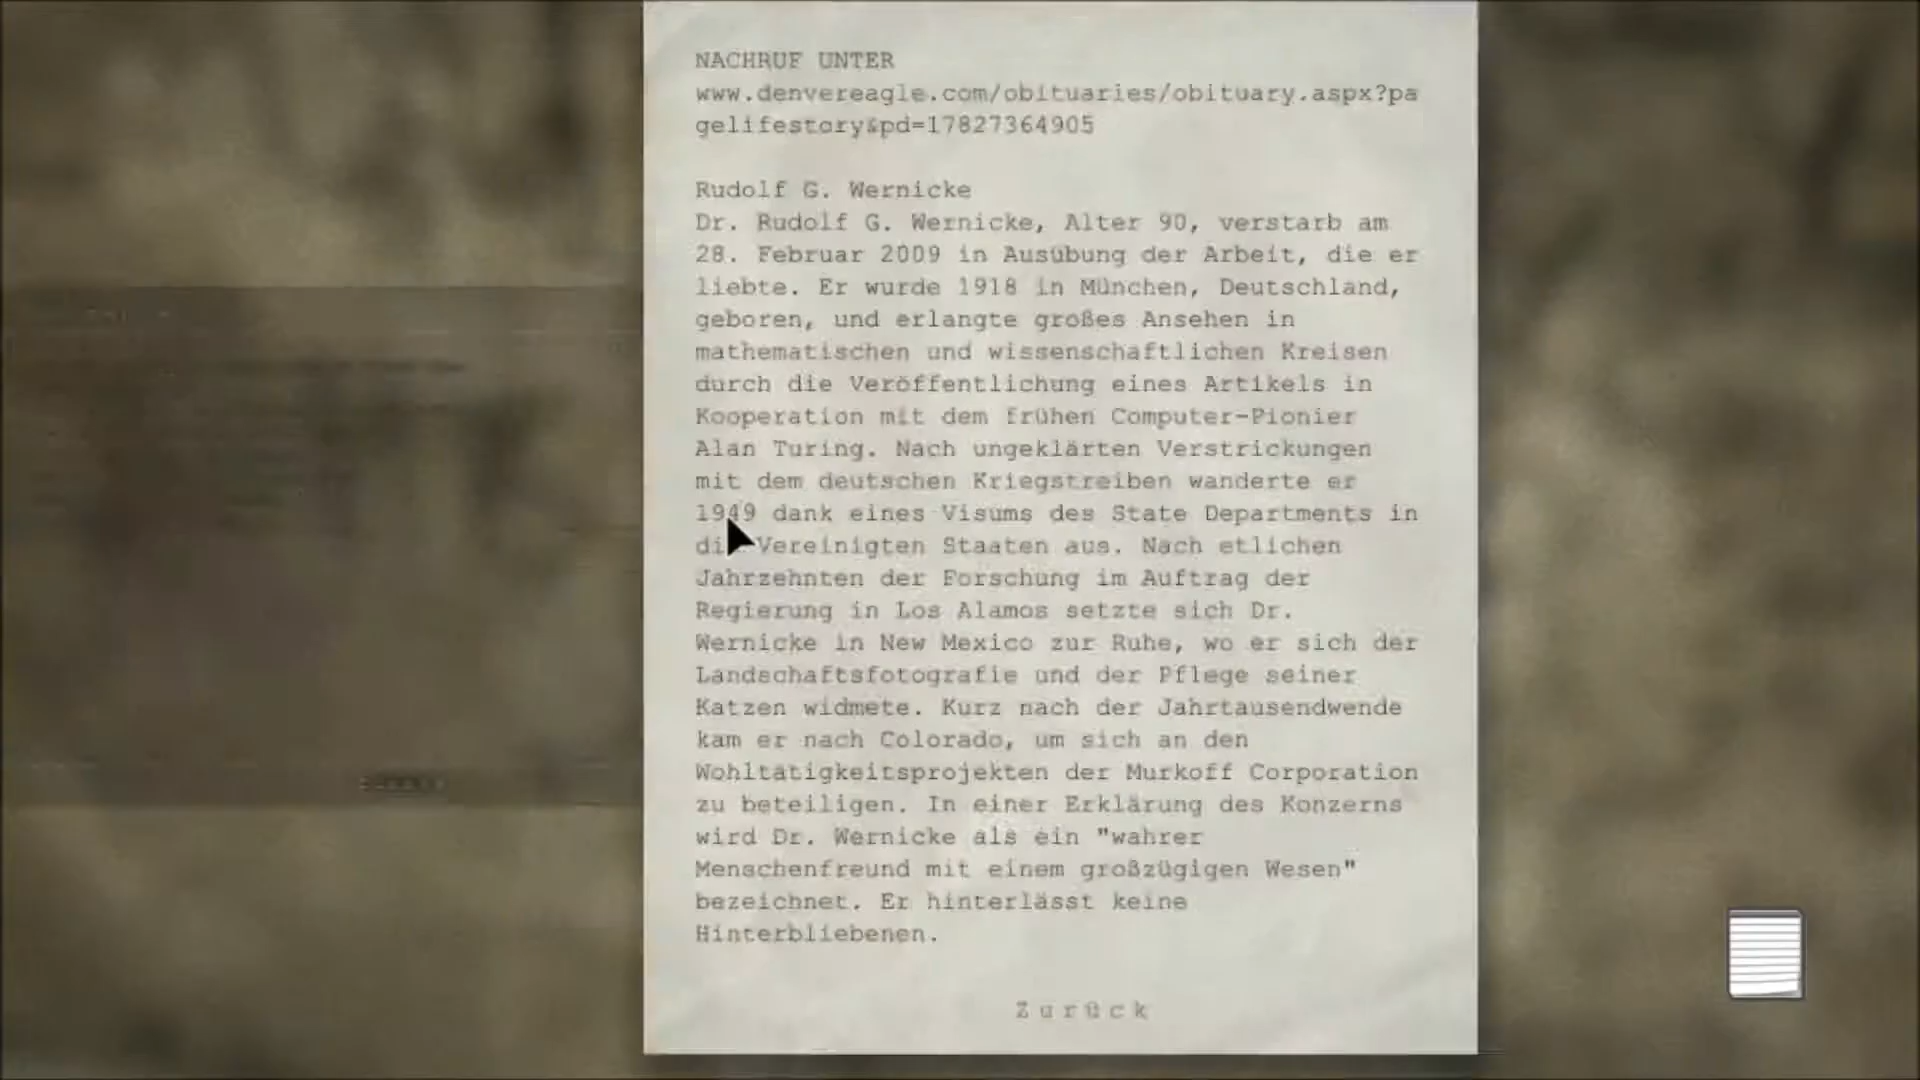 NACHRUF UNTER
www.denvereagle.com/obituaries/obituary.aspx?pa
gelifestory&pd=17827364905
Rudolf G. Wernicke
Dr. Rudolf G. Wernicke, Alter 90, verstarb am
28. Februar 2009 in Ausübung der Arbeit, die er
liebte. Er wurde 1918 in München, Deutschland,
geboren, und erlangte großes Ansehen in
mathematischen und wissenschaftlichen Kreisen
durch die Veröffentlichung eines Artikels in
Kooperation mit dem frühen Computer-Pionier
Alan Turing. Nach ungeklärten Verstrickungen
mit dem deutschen Kriegstreiben wanderte er
1949 dank eines Visums des State Departments in
die Vereinigten Staaten aus. Nach etlichen
Jahrzehnten der Forschung im Auftrag der
Regierung in Los Alamos setzte sich Dr.
Wernicke in New Mexico zur Ruhe, wo er sich der
Landschaftsfotografie und der Pflege seiner
Katzen widmete. Kurz nach der Jahrtausendwende
kam er nach Colorado, um sich an den
Wohltätigkeitsprojekten der Murkoff Corporation
zu beteiligen. In einer Erklärung des Konzerns
wird Dr. Wernicke als ein "wahrer
Menschenfreund mit einem großzügigen Wesen"
bezeichnet. Er hinterlässt keine
Hinterbliebenen.
Zurück